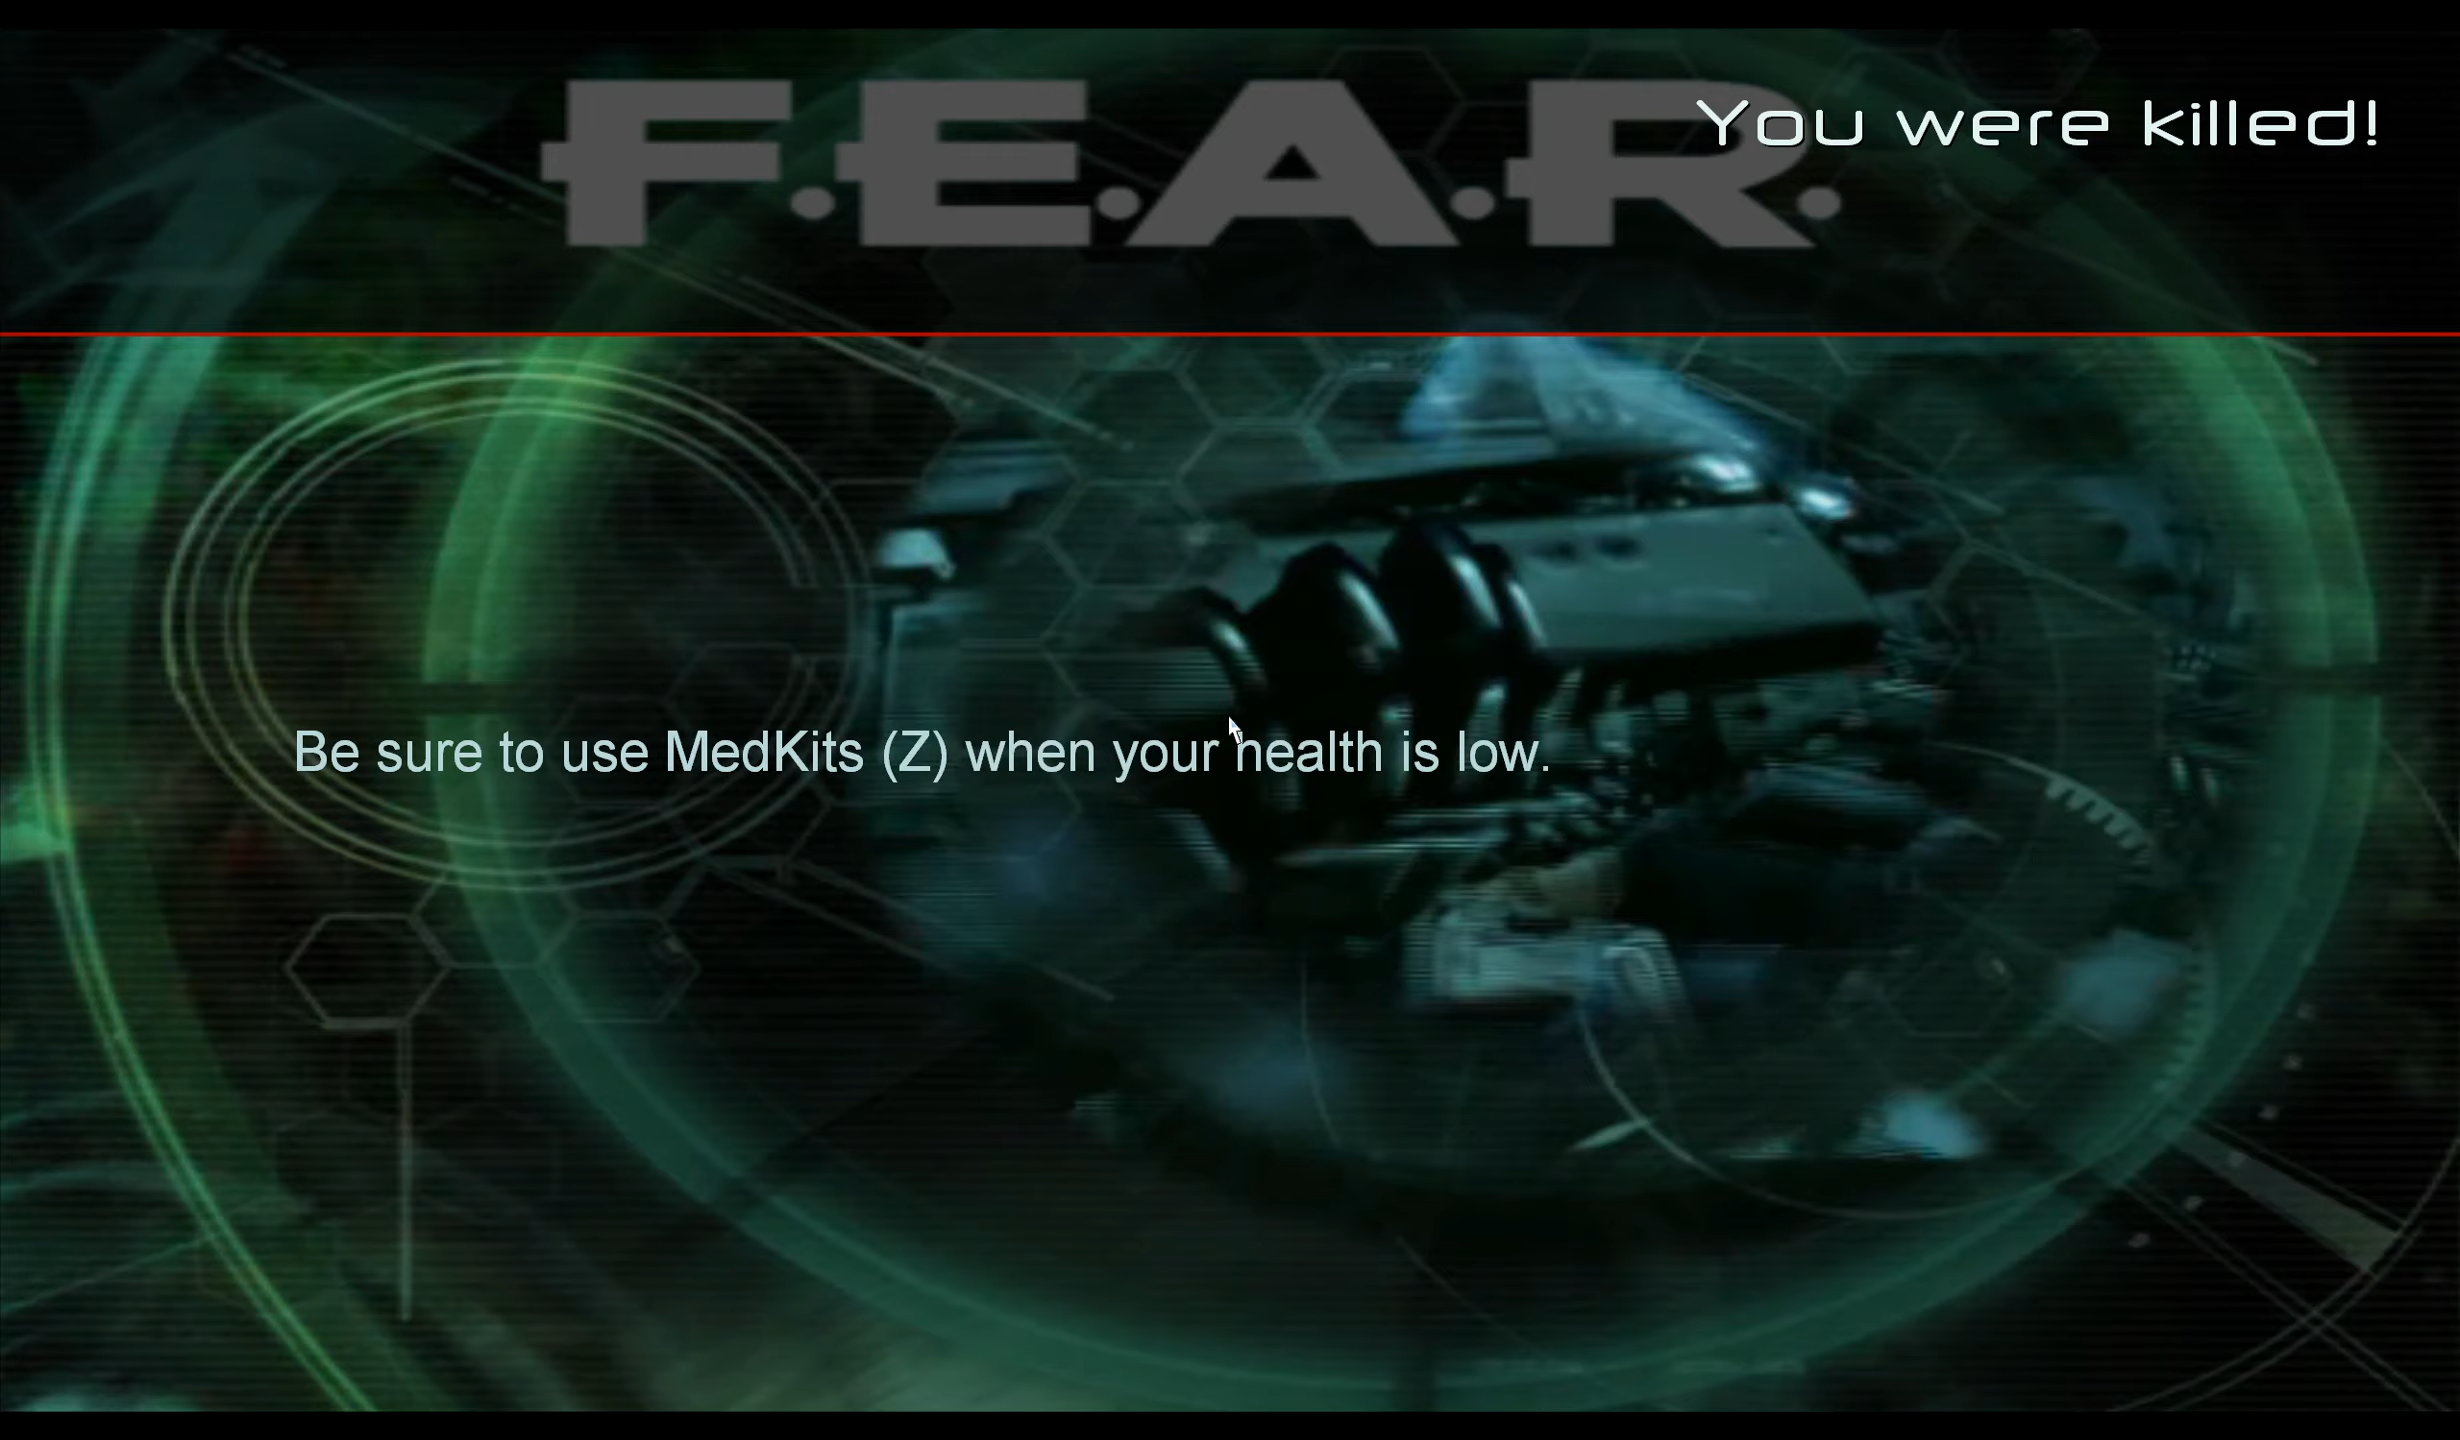 F.E.A.R.
You were killed!
Be sure to use MedKits (Z) when your health is low.